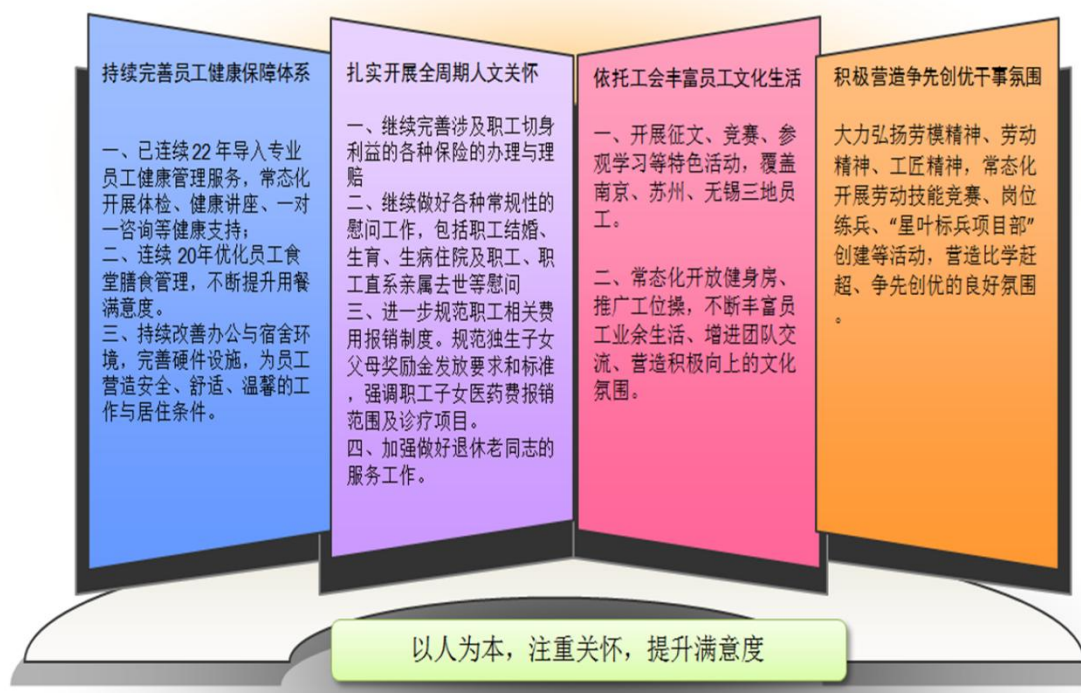 持续完善员工健康保障体系
一、已连续22年导入专业
员工健康管理服务，常态化
开展体检、健康讲座、一对
一咨询等健康支持；
二、连续20年优化员工食
堂膳食管理，不断提升用餐
满意度。
三、持续改善办公与宿舍环
境，完善硬件设施，为员工
营造安全、舒适、温馨的工
作与居住条件。
扎实开展全周期人文关怀
一、继续完善涉及职工切身
利益的各种保险的办理与理
赔
二、继续做好各种常规性的
慰问工作，包括职工结婚、
生育、生病住院及职工、职
工直系亲属去世等慰问
三、进一步规范职工相关费
用报销制度。规范独生子女
父母奖励金发放要求和标准
，强调职工子女医药费报销
范围及诊疗项目。
四、加强做好退休老同志的
服务工作。
依托工会丰富员工文化生活
一、开展征文、竞赛、参
观学习等特色活动，覆盖
南京、苏州、无锡三地员
工。
二、常态化开放健身房、
推广工位操，不断丰富员
工业余生活、增进团队交
流、营造积极向上的文化
氛围。
积极营造争先创优干事氛围
大力弘扬劳模精神、劳动
精神、工匠精神，常态化
开展劳动技能竞赛、岗位
练兵、“星叶标兵项目部”
创建等活动，营造比学赶
超、争先创优的良好氛围
。
以人为本，注重关怀，提升满意度